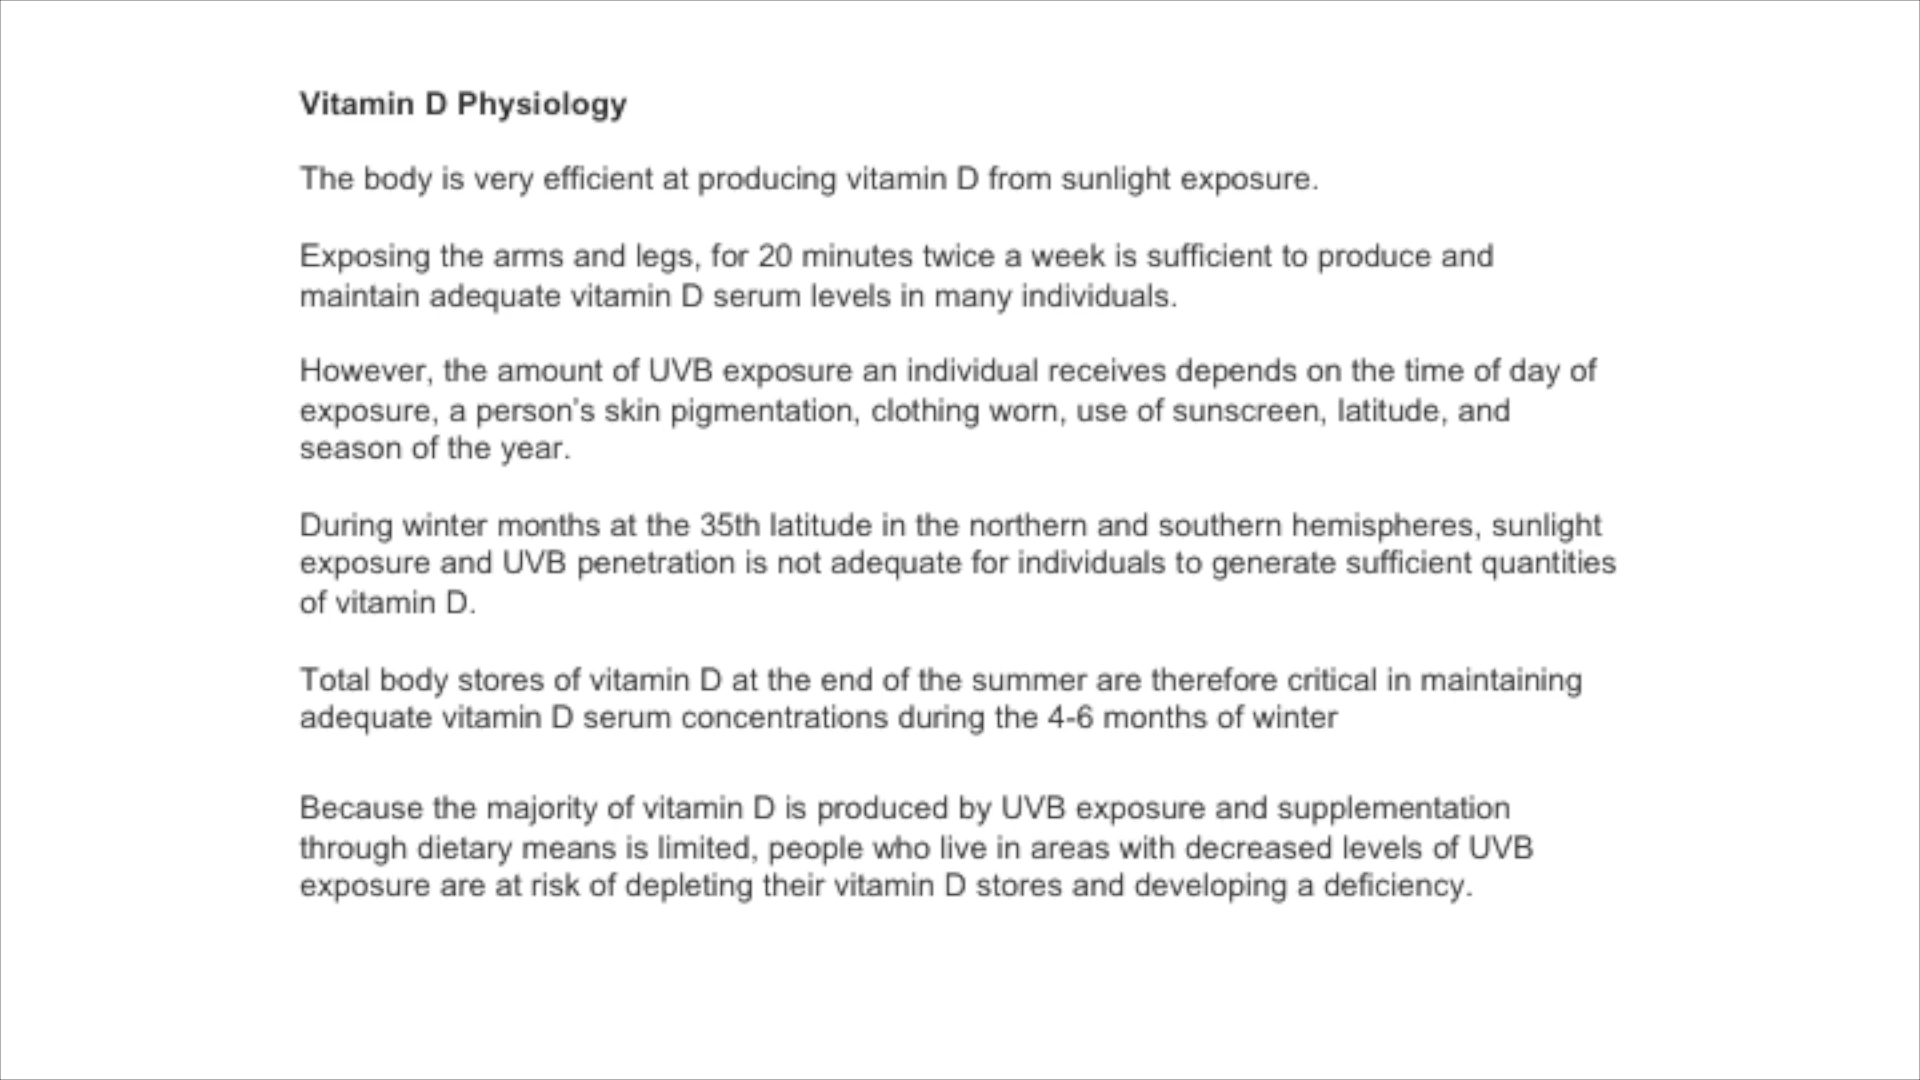 Vitamin D Physiology
The body is very efficient at producing vitamin D from sunlight exposure.
Exposing the arms and legs, for 20 minutes twice a week is sufficient to produce and
maintain adequate vitamin D serum levels in many individuals.
However, the amount of UVB exposure an individual receives depends on the time of day of
exposure, a person's skin pigmentation, clothing worn, use of sunscreen, latitude, and
season of the year.
During winter months at the 35th latitude in the northern and southern hemispheres, sunlight
exposure and UVB penetration is not adequate for individuals to generate sufficient quantities
of vitamin D.
Total body stores of vitamin D at the end of the summer are therefore critical in maintaining
adequate vitamin D serum concentrations during the 4-6 months of winter
Because the majority of vitamin D is produced by UVB exposure and supplementation
through dietary means is limited, people who live in areas with decreased levels of UVB
exposure are at risk of depleting their vitamin D stores and developing a deficiency.